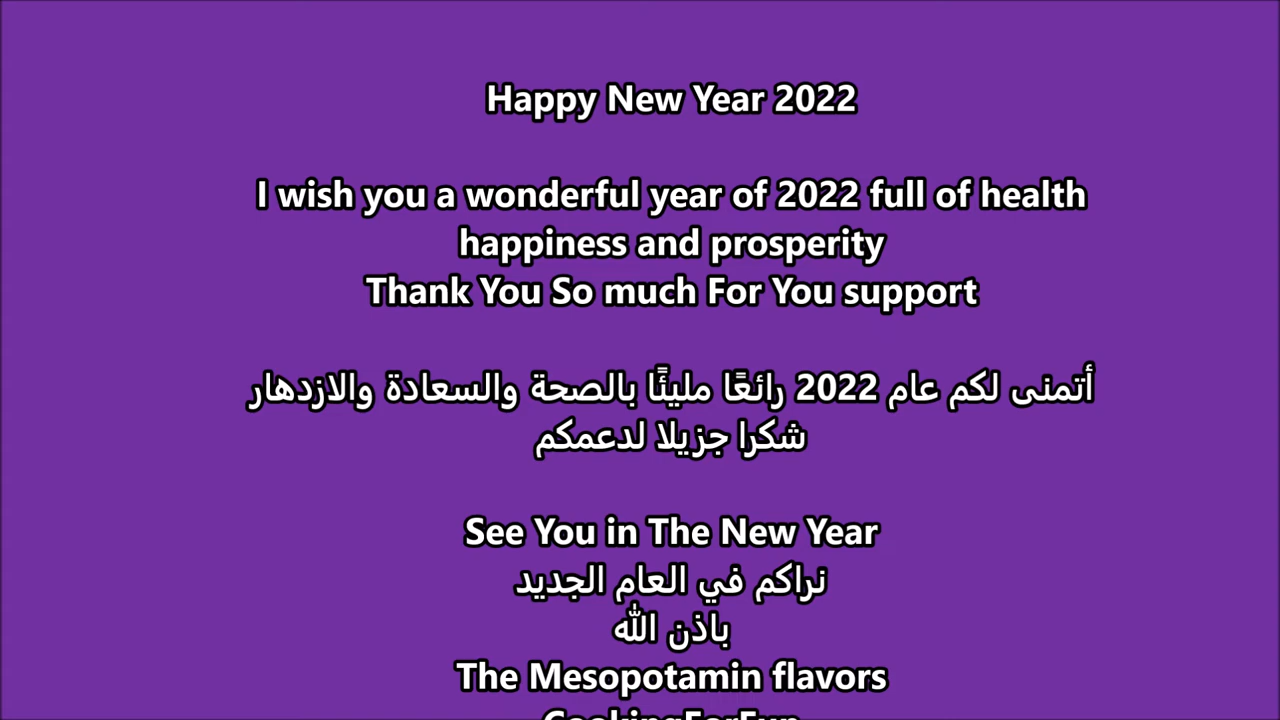 Happy New Year 2022
I wish you a wonderful year of 2022 full of health
happiness and prosperity
Thank You So much For You support
أتمنى لكم عام 2022 رائعًا مليئًا بالصحة والسعادة والازدهار
شكرا جزيلا لدعمكم
See You in The New Year
نراكم في العام الجديد
باذن الله
The Mesopotamin flavors
CookingForFun